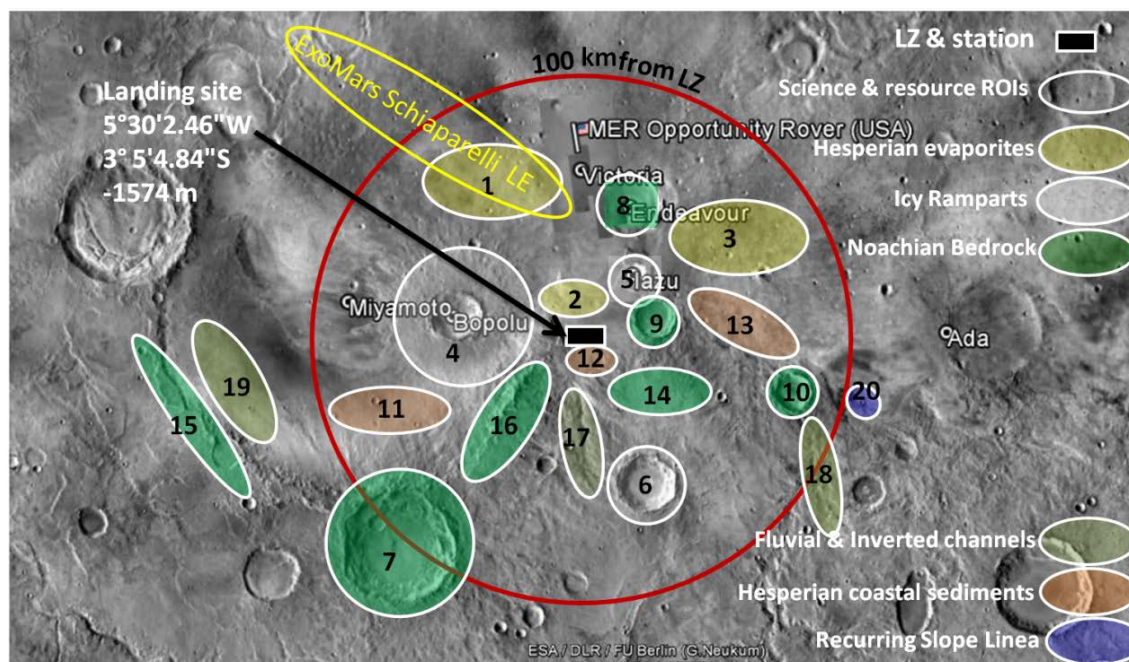 ExoMars Schiaparelli LE
100 km from LZ
LZ & station
Landing site
5°30'2.46"W
3° 5'4.84"S
-1574 m
Science & resource ROIs
MER Opportunity Rover (USA)
Hesperian evaporites
Victoria
1
8
Endeavour
Icy Ramparts
3
Noachian Bedrock
5
Iazu
2
Miyamoto
Bopolu
9
13
4
12
Ada
19
14
10
20
11
15
16
17
18
6
7
Fluvial & Inverted channels
Hesperian coastal sediments
Recurring Slope Linea
ESA / DLR / FU Berlin (G.Neukum)